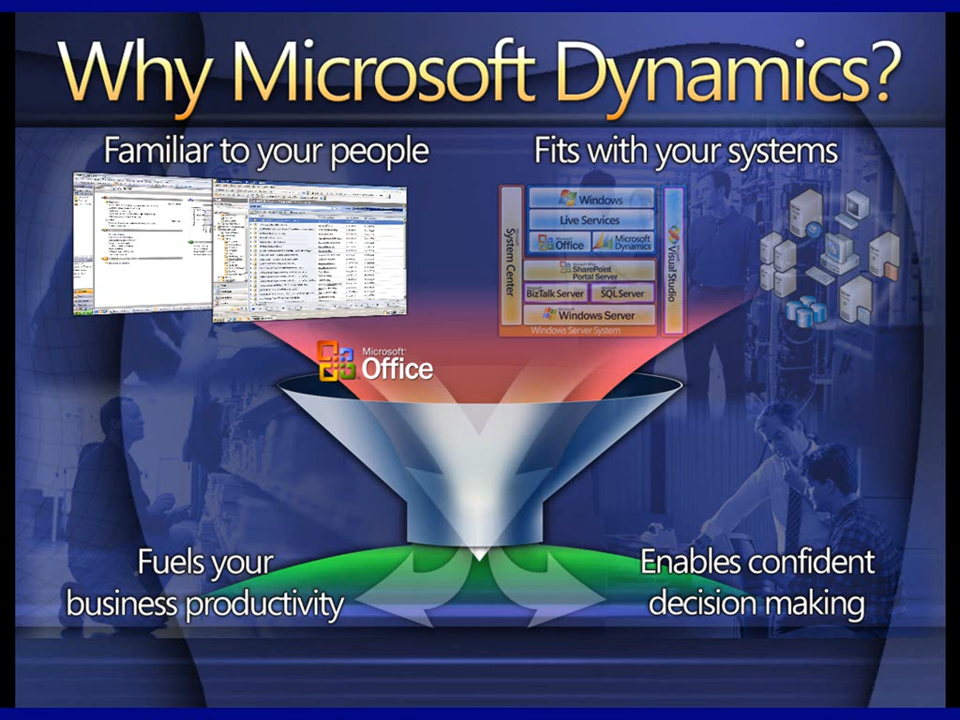 Why Microsoft Dynamics?
Familiar to your people
Fits with your systems
System Center
Windows
Live Services
Office
Microsoft
Dynamics
SharePoint
Portal Server
BizTalk Server
SQL Server
Windows Server
Windows Server System
Visual Studio
Microsoft
Office
Fuels your
business productivity
Enables confident
decision making